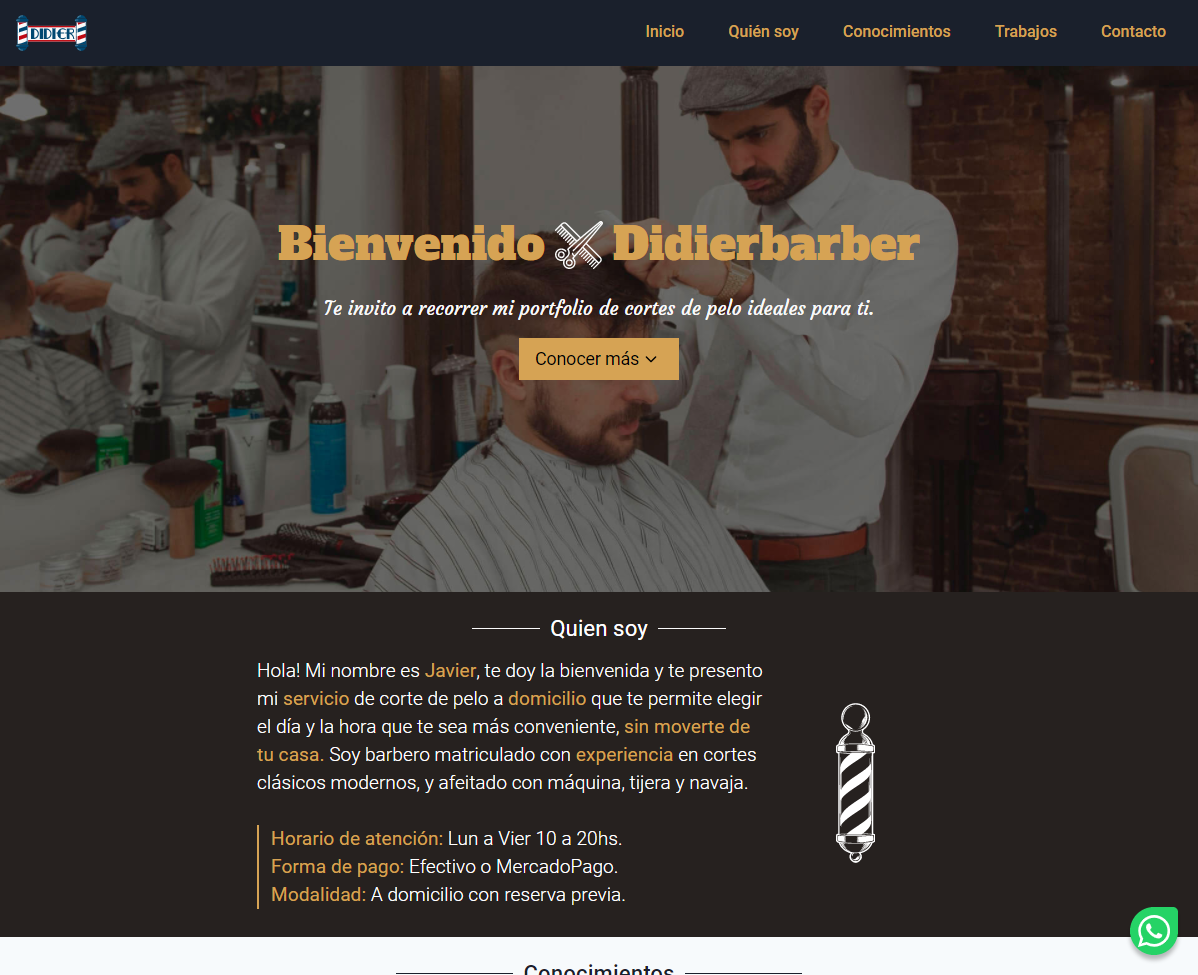 DIDIER
Inicio Quién soy Conocimientos Trabajos Contacto
Bienvenido Didierbarber
Te invito a recorrer mi portfolio de cortes de pelo ideales para ti.
Conocer más
Quien soy
Hola! Mi nombre es Javier, te doy la bienvenida y te presento
mi servicio de corte de pelo a domicilio que te permite elegir
el día y la hora que te sea más conveniente, sin moverte de
tu casa. Soy barbero matriculado con experiencia en cortes
clásicos modernos, y afeitado con máquina, tijera y navaja.
Horario de atención: Lun a Vier 10 a 20hs.
Forma de pago: Efectivo o MercadoPago.
Modalidad: A domicilio con reserva previa.
Conocimientos